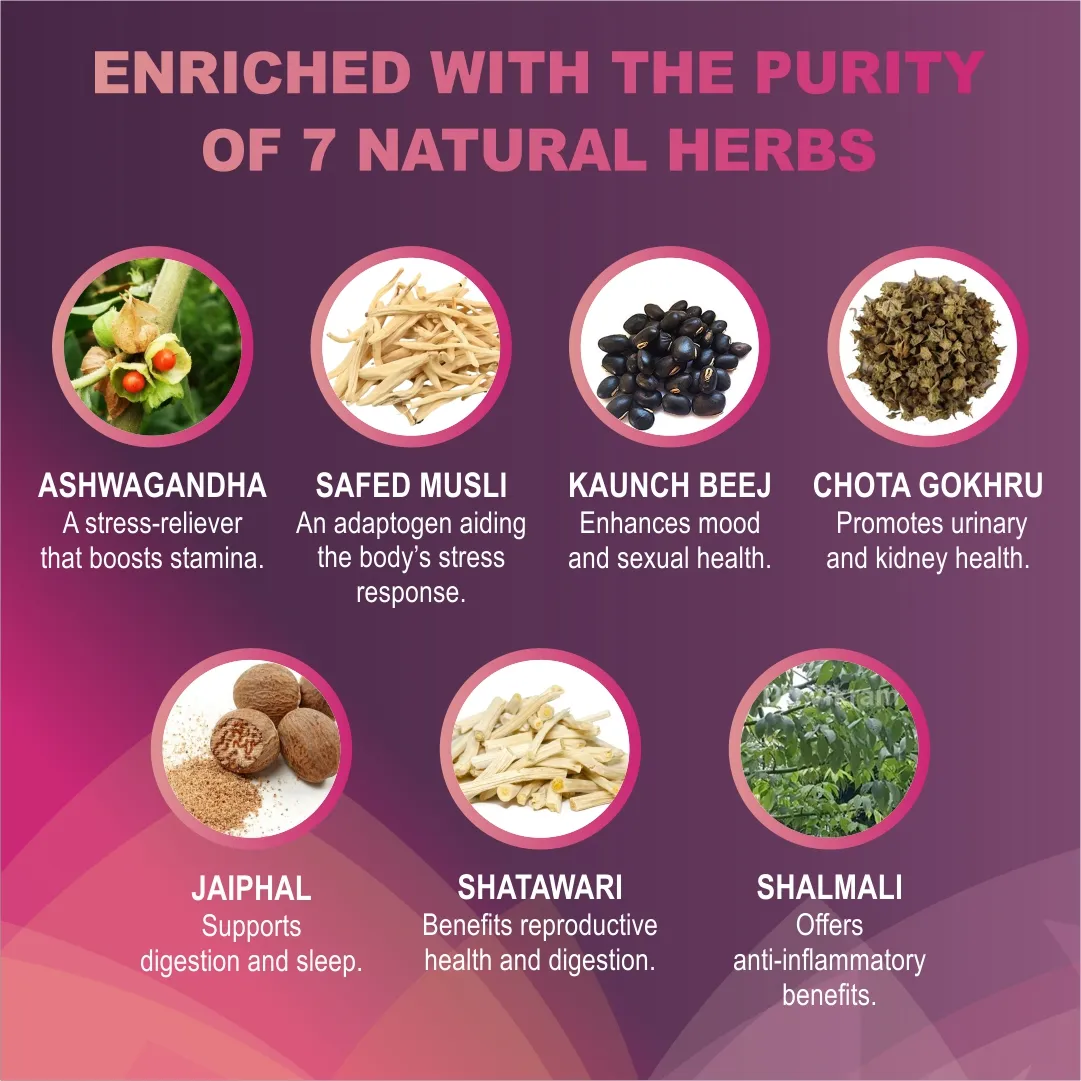 ENRICHED WITH THE PURITY
OF 7 NATURAL HERBS
ASHWAGANDHA
A stress-reliever
that boosts stamina.
SAFED MUSLI
An adaptogen aiding
the body’s stress
response.
KAUNCH BEEJ
Enhances mood
and sexual health.
CHOTA GOKHRU
Promotes urinary
and kidney health.
JAIPHAL
Supports
digestion and sleep.
SHATAWARI
Benefits reproductive
health and digestion.
SHALMALI
Offers
anti-inflammatory
benefits.